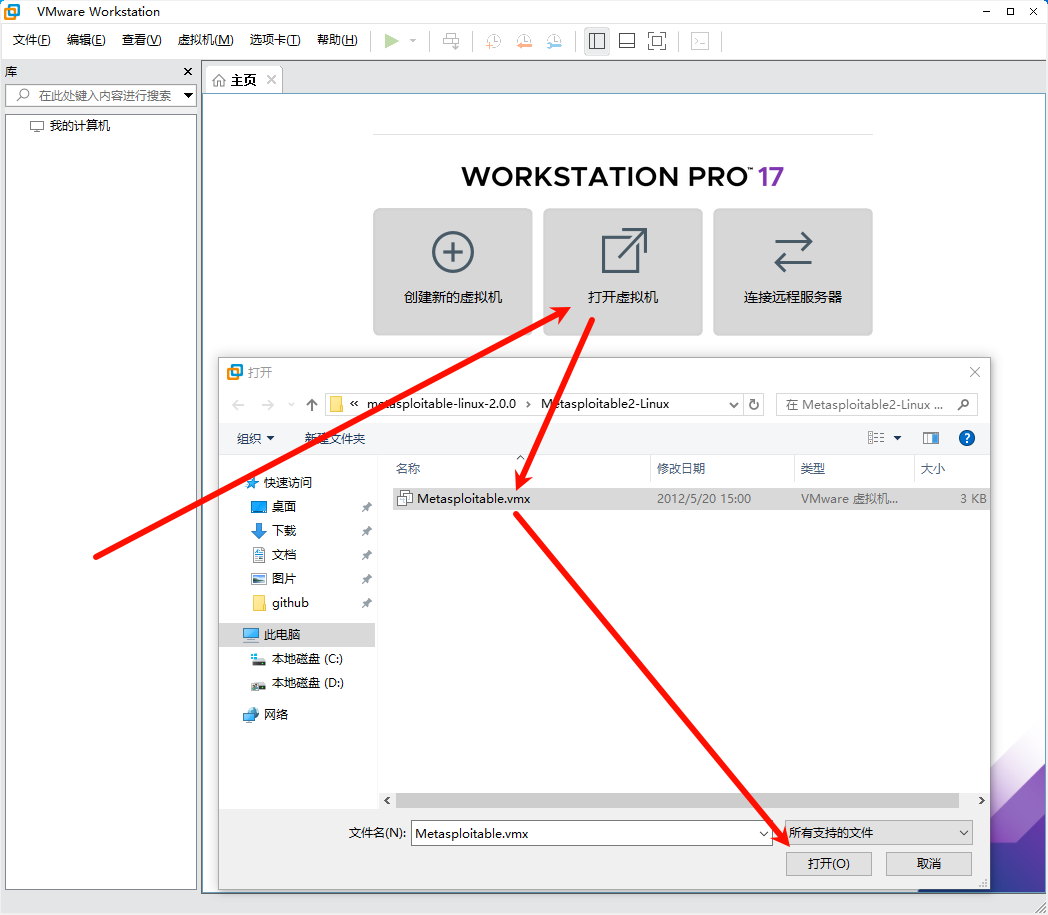 VMware Workstation
文件(F) 编辑(E) 查看(V) 虚拟机(M) 选项卡(T) 帮助(H)
库
主页
在此处键入内容进行搜索
我的计算机
WORKSTATION PRO™ 17
创建新的虚拟机 打开虚拟机 连接远程服务器
打开
« metasploitable-linux-2.0.0 › Metasploitable2-Linux 在 Metasploitable2-Linux ...
组织 新建文件夹
名称 修改日期 类型 大小
快速访问
Metasploitable.vmx 2012/5/20 15:00 VMware 虚拟机... 3 KB
桌面
下载
文档
图片
github
此电脑
本地磁盘 (C:)
本地磁盘 (D:)
网络
文件名(N): Metasploitable.vmx 所有支持的文件
打开(O) 取消